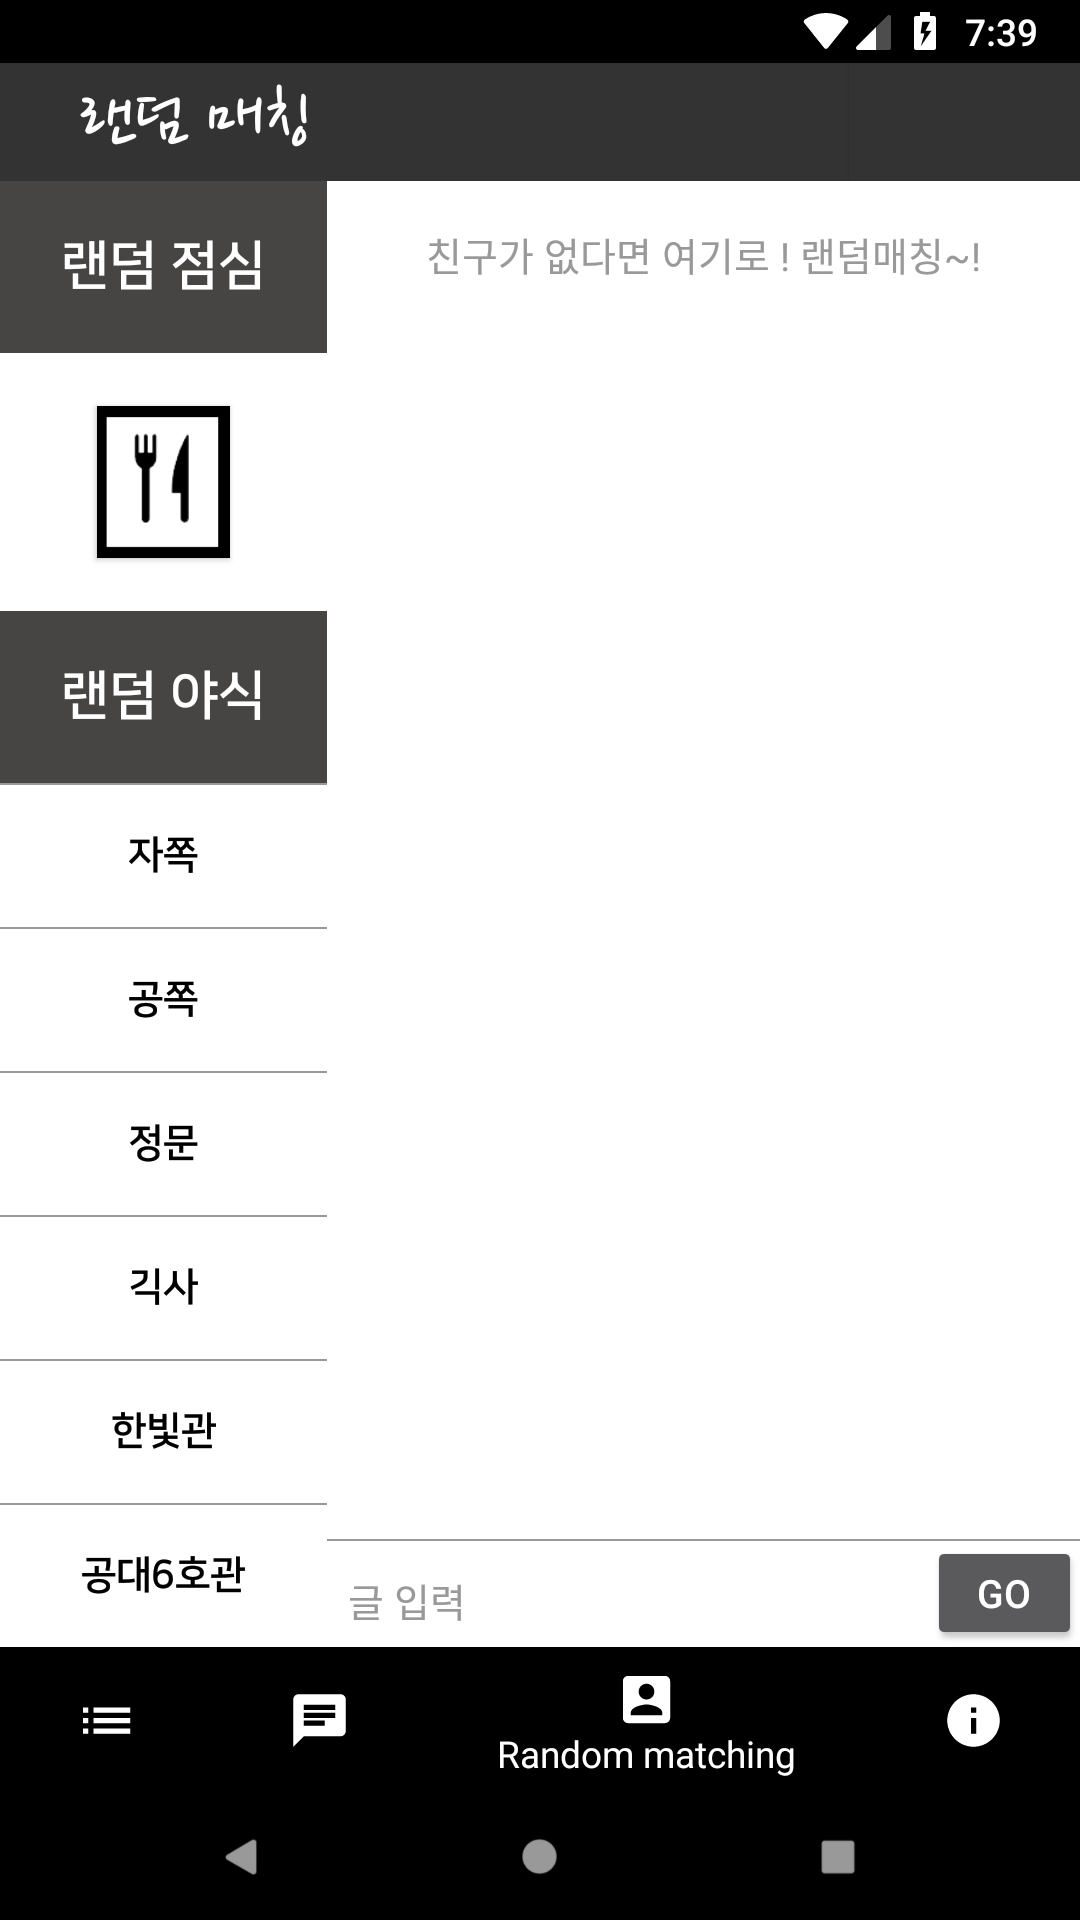 7:39
랜덤 매칭
랜덤 점심
친구가 없다면 여기로 ! 랜덤매칭~!
랜덤 야식
자쪽
공쪽
정문
긱사
한빛관
공대6호관
글 입력
GO
Random matching